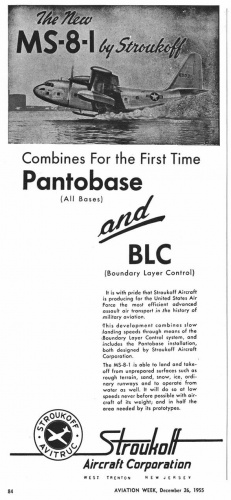 The New
MS-8-1 by Stroukoff
Combines For the First Time
Pantobase
(All Bases)
and
BLC
(Boundary Layer Control)
It is with pride that Stroukoff Aircraft
is producing for the United States Air
Force the most efficient advanced
assault air transport in the history of
military aviation.
This development combines slow
landing speeds through means of the
Boundary Layer Control system, and
includes the Pantobase installation,
both designed by Stroukoff Aircraft
Corporation.
The MS-8-1 is able to land and take-
off from unprepared surfaces such as
rough terrain, sand, snow, ice, ordi-
nary runways and to operate from
water as well. It will do so at low
speeds never before possible with air-
craft of its weight; and in half the
area needed by its prototypes.
STROUKOFF
AVITRUC
Stroukoff
Aircraft Corporation
WEST TRENTON NEW JERSEY
84
AVIATION WEEK, December 26, 1955